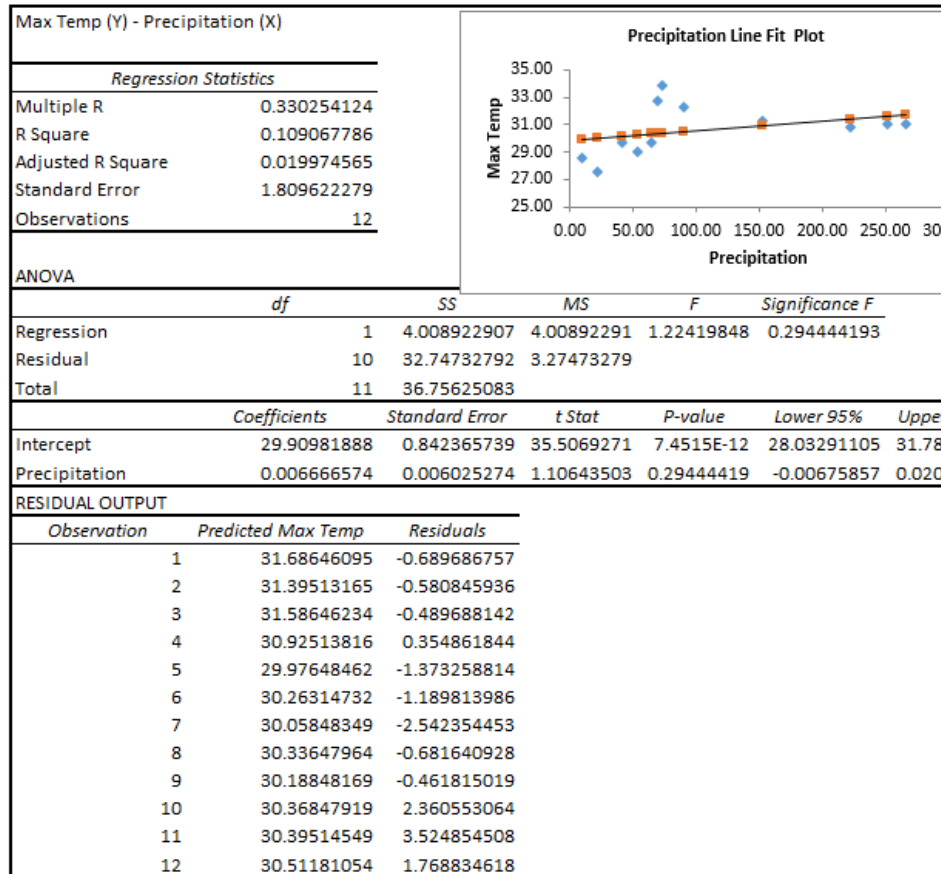 Max Temp (Y) - Precipitation (X)
Regression Statistics
Multiple R 0.330254124
R Square 0.109067786
Adjusted R Square 0.019974565
Standard Error 1.809622279
Observations 12
Precipitation Line Fit Plot
35.00
33.00
31.00
29.00
27.00
25.00
Max Temp
0.00 50.00 100.00 150.00 200.00 250.00 30
Precipitation
ANOVA
df SS MS F Significance F
Regression 1 4.008922907 4.00892291 1.22419848 0.294444193
Residual 10 32.74732792 3.27473279
Total 11 36.75625083
Coefficients Standard Error t Stat P-value Lower 95% Uppe
Intercept 29.90981888 0.842365739 35.5069271 7.4515E-12 28.03291105 31.78
Precipitation 0.006666574 0.006025274 1.10643503 0.29444419 -0.00675857 0.020
RESIDUAL OUTPUT
Observation Predicted Max Temp Residuals
1 31.68646095 -0.689686757
2 31.39513165 -0.580845936
3 31.58646234 -0.489688142
4 30.92513816 0.354861844
5 29.97648462 -1.373258814
6 30.26314732 -1.189813986
7 30.05848349 -2.542354453
8 30.33647964 -0.681640928
9 30.18848169 -0.461815019
10 30.36847919 2.360553064
11 30.39514549 3.524854508
12 30.51181054 1.768834618